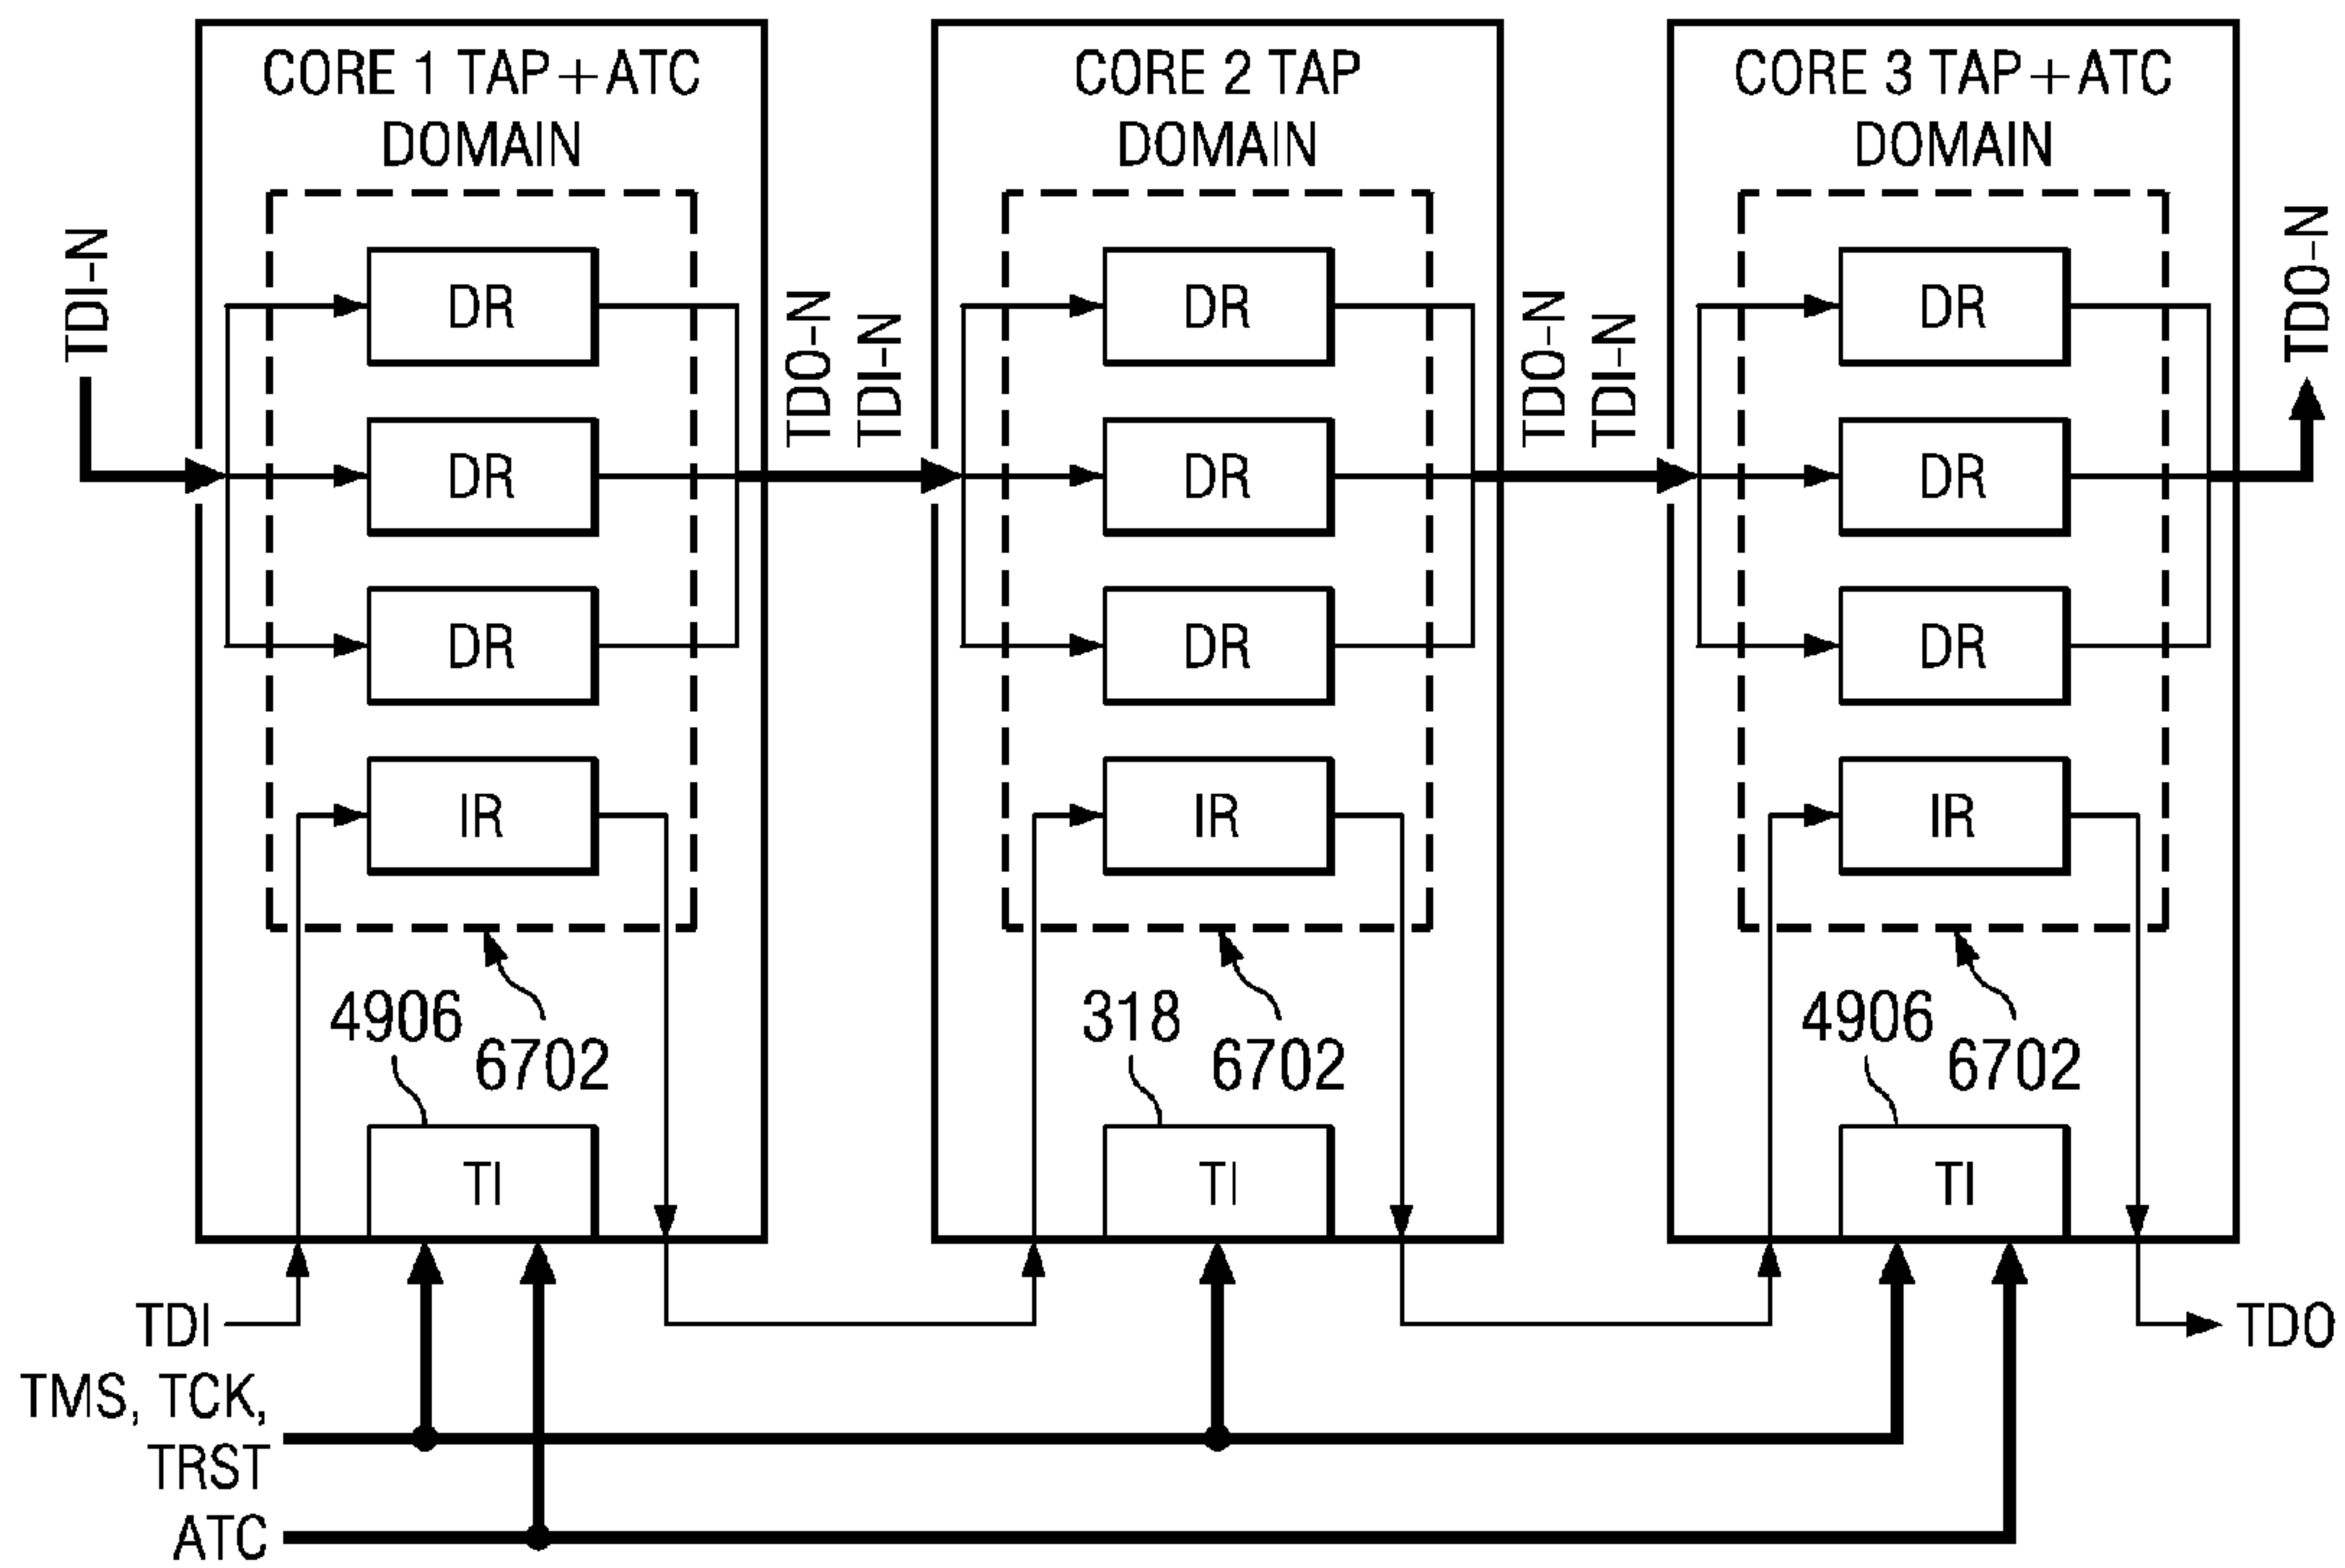 CORE 1 TAP+ATC
DOMAIN
CORE 2 TAP
DOMAIN
CORE 3 TAP+ATC
DOMAIN
TDI-N
DR
DR
DR
IR
TDO-N
TDI-N
DR
DR
DR
IR
TDO-N
TDI-N
DR
DR
DR
IR
TDO-N
4906
6702
TI
318
6702
TI
4906
6702
TI
TDI
TDO
TMS, TCK,
TRST
ATC